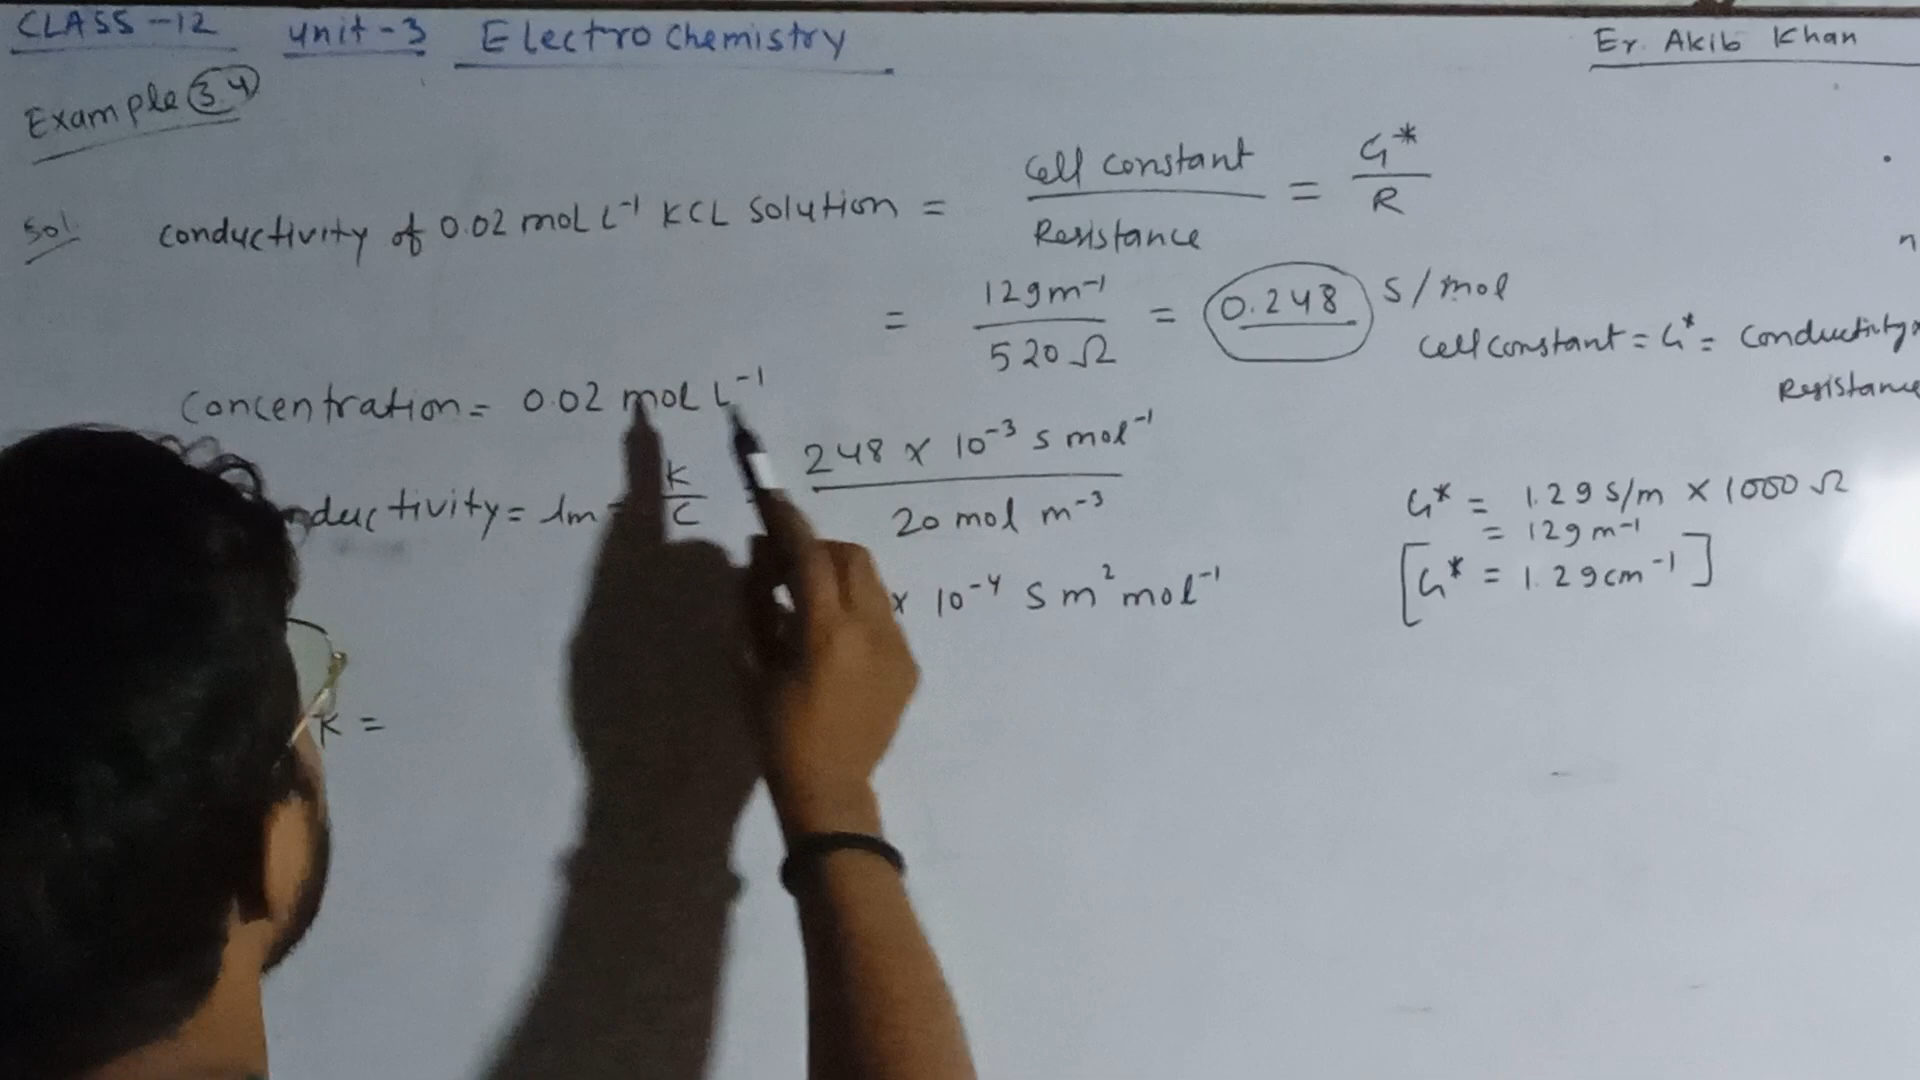 CLASS-12 unit-3 Electrochemistry Er. Akib Khan
Example 3.4
Sol. conductivity of 0.02 mol L⁻¹ KCL solution = cell constant / Resistance = G* / R
= 129 m⁻¹ / 520 Ω = 0.248 S/mol
cell constant = G* = conductivity x
Resistance
Concentration = 0.02 mol L⁻¹
ductivity = λm = K / C = 248 x 10⁻³ S mol⁻¹ / 20 mol m⁻³
x 10⁻⁴ S m² mol⁻¹
G* = 1.29 S/m x 1000 Ω
= 129 m⁻¹
[G* = 1.29 cm⁻¹]
K =